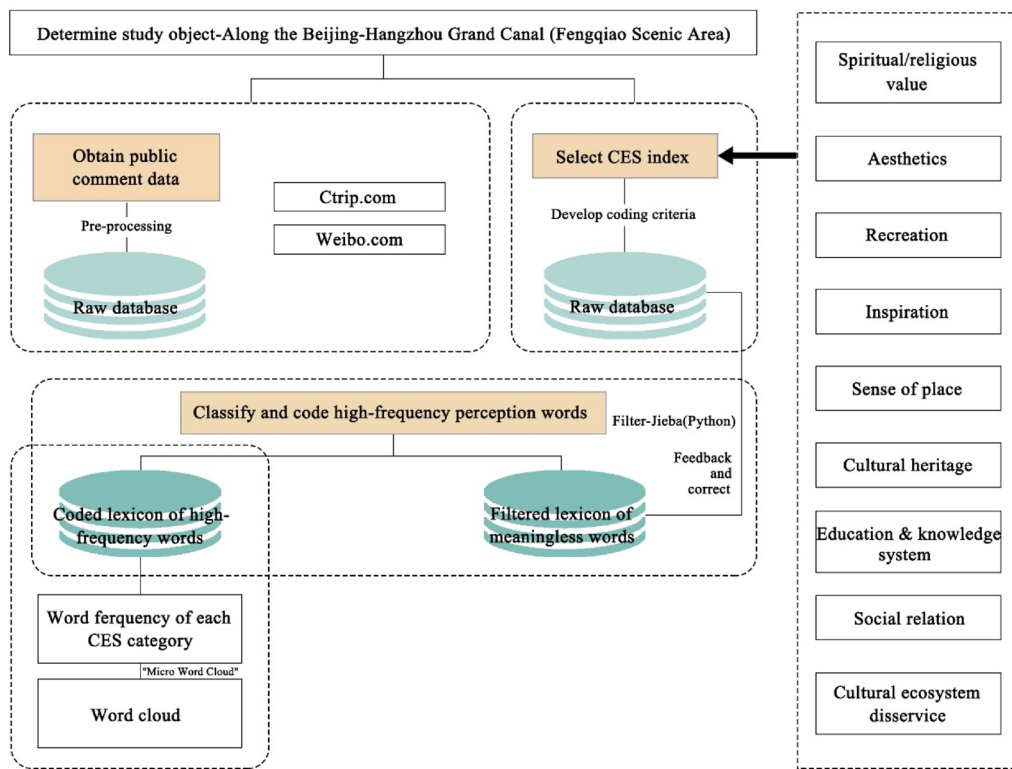 Determine study object-Along the Beijing-Hangzhou Grand Canal (Fengqiao Scenic Area)
Obtain public
comment data
Pre-processing
Raw database
Ctrip.com
Weibo.com
Select CES index
Develop coding criteria
Raw database
Classify and code high-frequency perception words
Filter-Jieba(Python)
Feedback
and
correct
Coded lexicon of high-
frequency words
Filtered lexicon of
meaningless words
Word ferquency of each
CES category
"Micro Word Cloud"
Word cloud
Spiritual/religious
value
Aesthetics
Recreation
Inspiration
Sense of place
Cultural heritage
Education & knowledge
system
Social relation
Cultural ecosystem
disservice